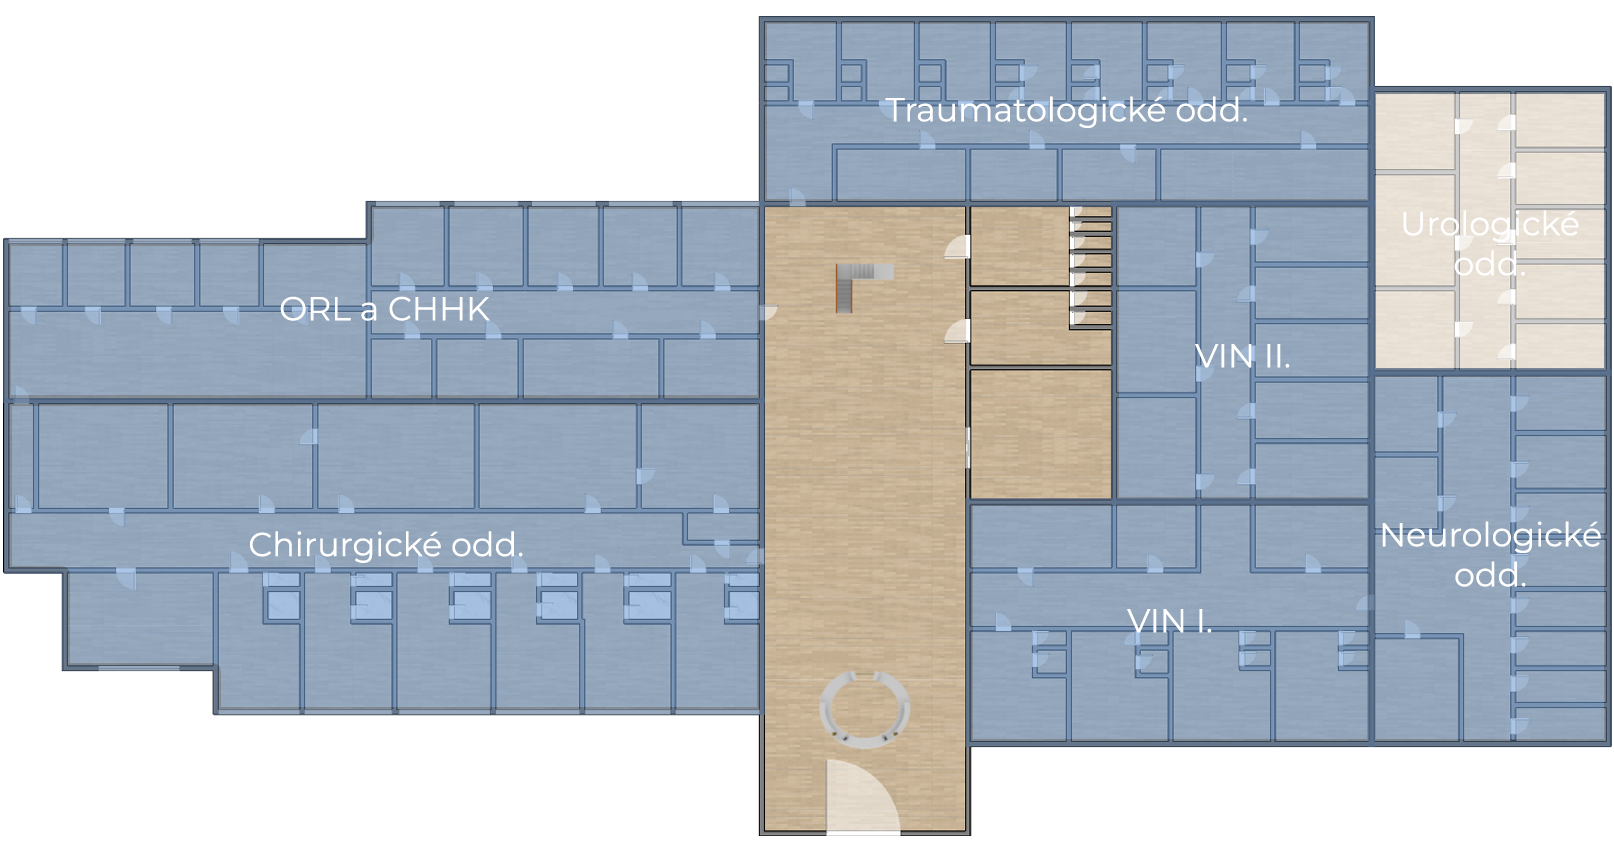 Traumatologické odd.
Urologické
odd.
ORL a CHHK
VIN II.
Chirurgické odd.
Neurologické
odd.
VIN I.